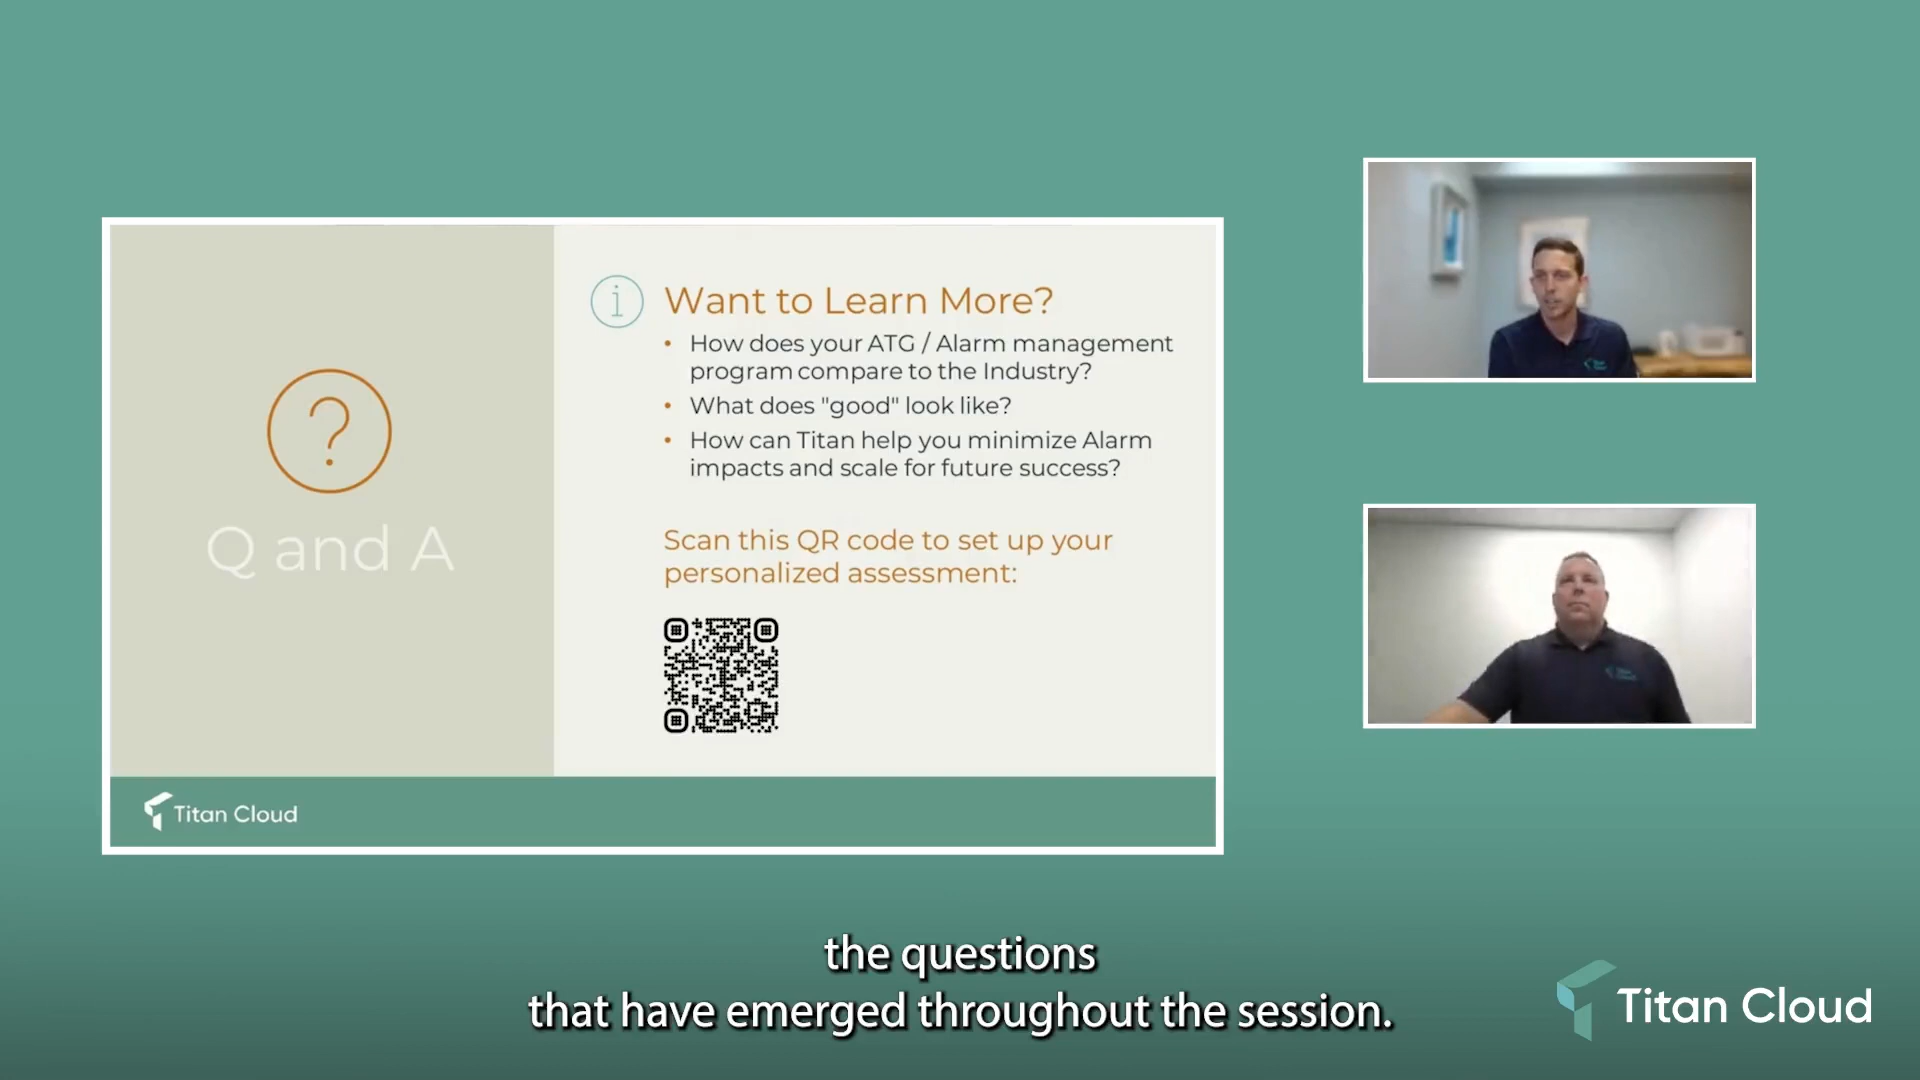 Want to Learn More?
• How does your ATG / Alarm management
program compare to the Industry?
• What does "good" look like?
• How can Titan help you minimize Alarm
impacts and scale for future success?
Q and A
Scan this QR code to set up your
personalized assessment:
Titan Cloud
the questions
that have emerged throughout the session.
Titan Cloud